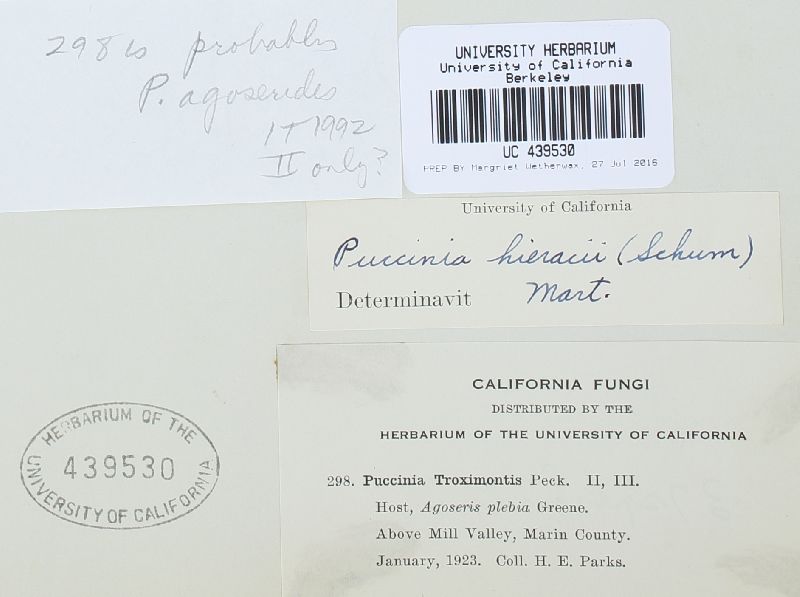 298 is probably
P. agoserides
IT 1992
II only?
UNIVERSITY HERBARIUM
University of California
Berkeley
UC 439530
PREP BY Margriet Wetherwax, 27 Jul 2016
University of California
Puccinia hieracii (Schum)
Determinavit Mart.
HERBARIUM OF THE
439530
UNIVERSITY OF CALIFORNIA
CALIFORNIA FUNGI
DISTRIBUTED BY THE
HERBARIUM OF THE UNIVERSITY OF CALIFORNIA
298. Puccinia Troximontis Peck. II, III.
Host, Agoseris plebia Greene.
Above Mill Valley, Marin County.
January, 1923. Coll. H. E. Parks.